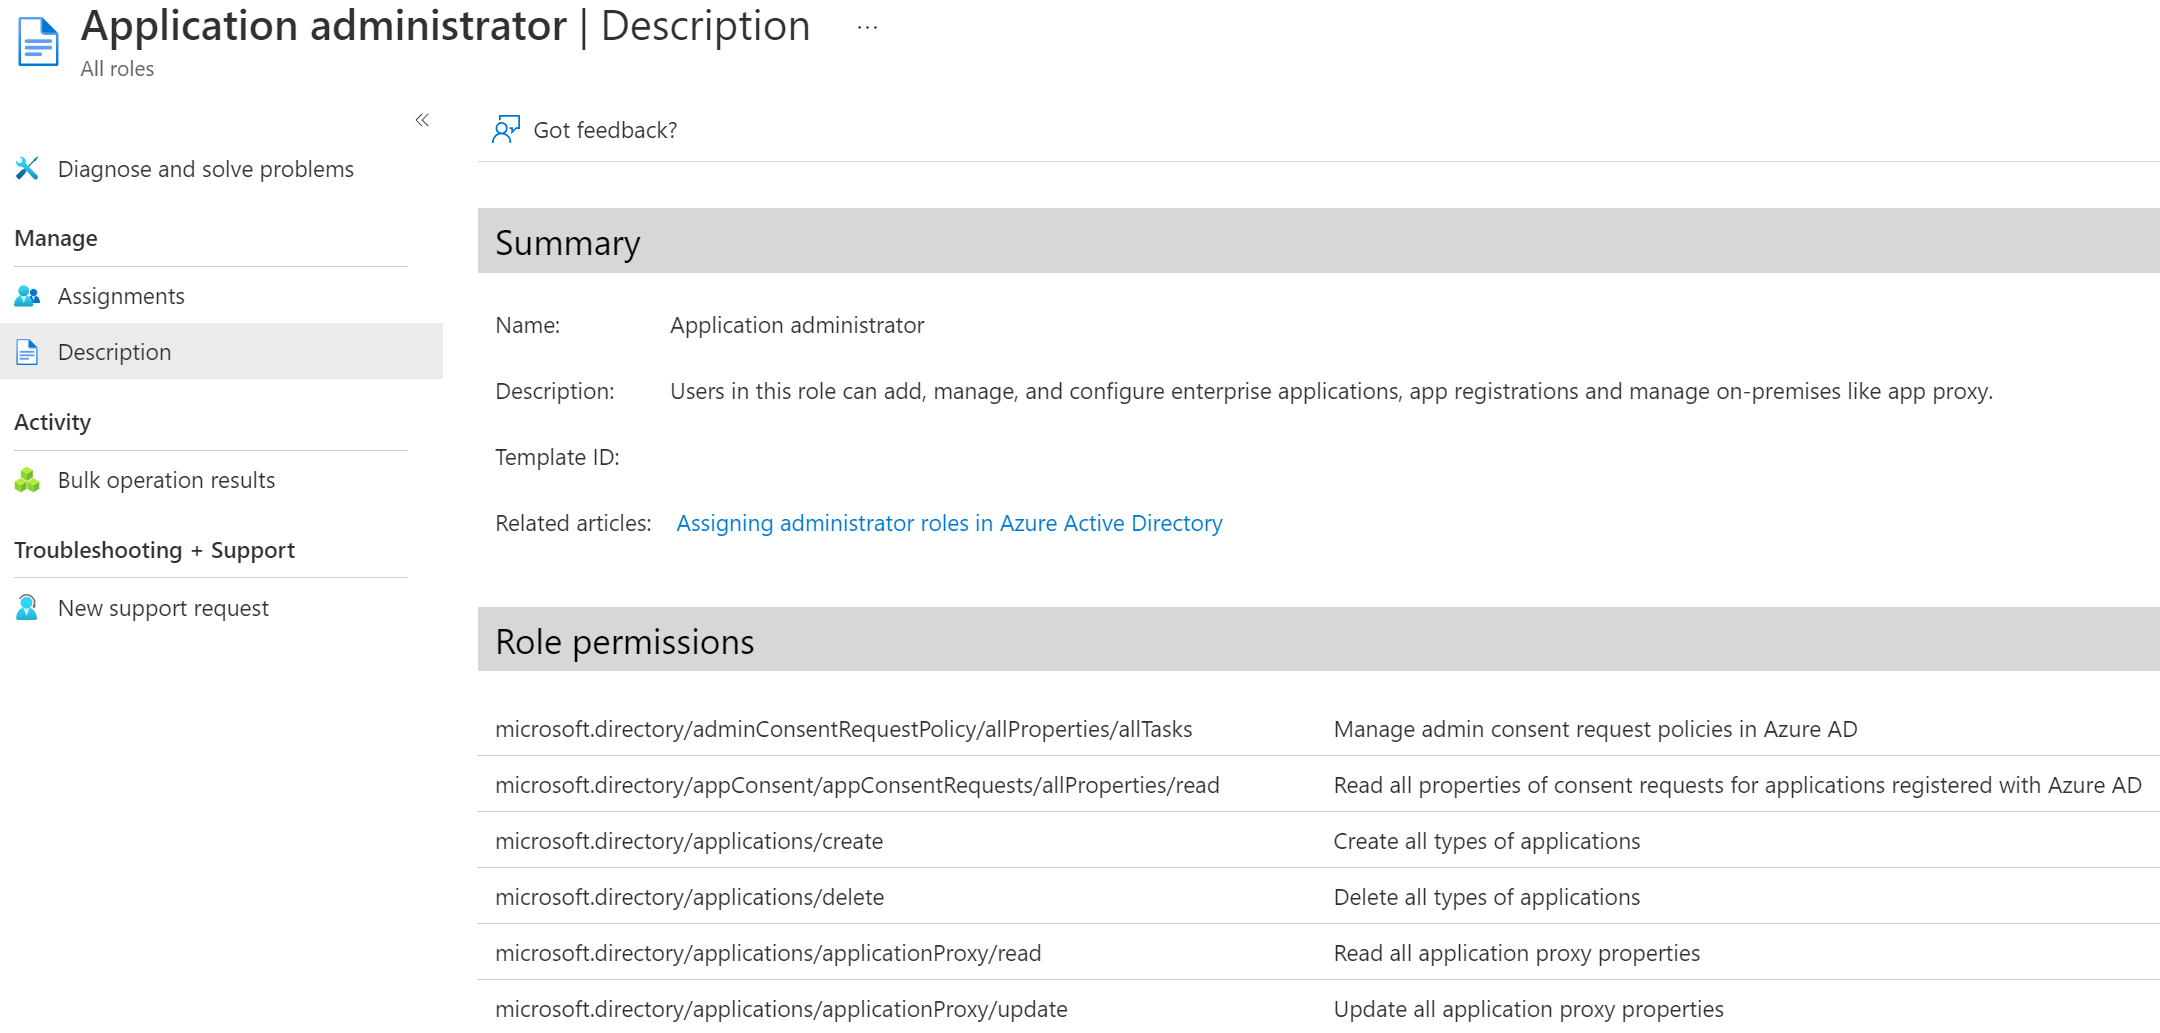 Application administrator | Description ...
All roles
«
Diagnose and solve problems
Manage
Assignments
Description
Activity
Bulk operation results
Troubleshooting + Support
New support request
Got feedback?
Summary
Name: Application administrator
Description: Users in this role can add, manage, and configure enterprise applications, app registrations and manage on-premises like app proxy.
Template ID:
Related articles: Assigning administrator roles in Azure Active Directory
Role permissions
microsoft.directory/adminConsentRequestPolicy/allProperties/allTasks Manage admin consent request policies in Azure AD
microsoft.directory/appConsent/appConsentRequests/allProperties/read Read all properties of consent requests for applications registered with Azure AD
microsoft.directory/applications/create Create all types of applications
microsoft.directory/applications/delete Delete all types of applications
microsoft.directory/applications/applicationProxy/read Read all application proxy properties
microsoft.directory/applications/applicationProxy/update Update all application proxy properties